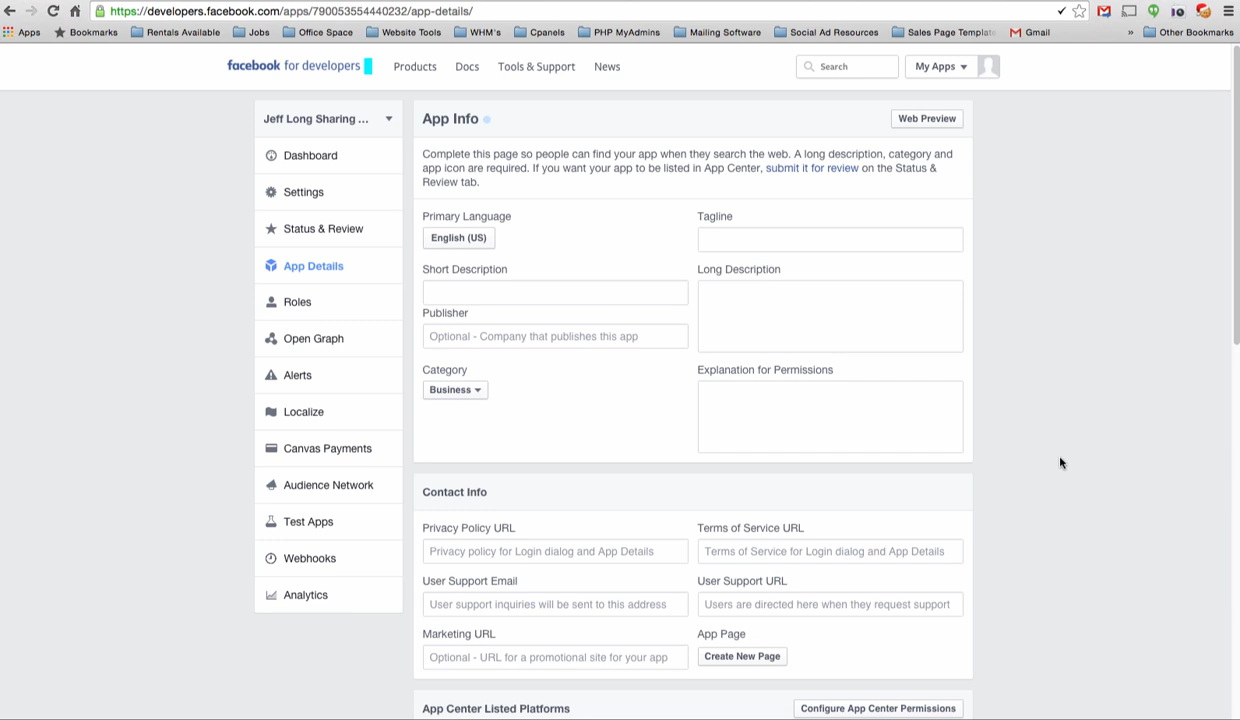 https://developers.facebook.com/apps/790053554440232/app-details/
Apps Bookmarks Rentals Available Jobs Office Space Website Tools WHM's Cpanels PHP MyAdmins Mailing Software Social Ad Resources Sales Page Template Gmail » Other Bookmarks
facebook for developers Products Docs Tools & Support News Search My Apps
Jeff Long Sharing ...
Dashboard
Settings
Status & Review
App Details
Roles
Open Graph
Alerts
Localize
Canvas Payments
Audience Network
Test Apps
Webhooks
Analytics
App Info Web Preview
Complete this page so people can find your app when they search the web. A long description, category and
app icon are required. If you want your app to be listed in App Center, submit it for review on the Status &
Review tab.
Primary Language Tagline
English (US)
Short Description Long Description
Publisher
Optional - Company that publishes this app
Category Explanation for Permissions
Business
Contact Info
Privacy Policy URL Terms of Service URL
Privacy policy for Login dialog and App Details Terms of Service for Login dialog and App Details
User Support Email User Support URL
User support inquiries will be sent to this address Users are directed here when they request support
Marketing URL App Page
Optional - URL for a promotional site for your app Create New Page
App Center Listed Platforms Configure App Center Permissions